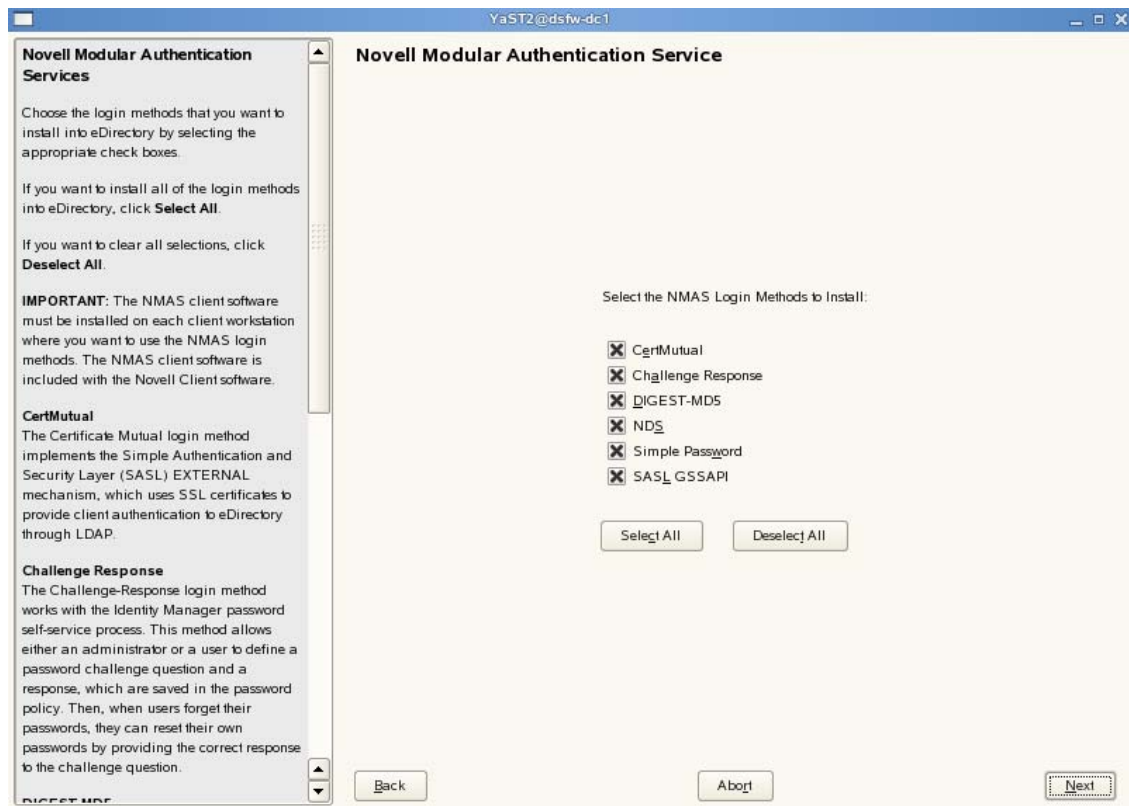 YaST2@dsfw-dc1
Novell Modular Authentication
Services
Choose the login methods that you want to
install into eDirectory by selecting the
appropriate check boxes.
If you want to install all of the login methods
into eDirectory, click Select All.
If you want to clear all selections, click
Deselect All.
IMPORTANT: The NMAS client software
must be installed on each client workstation
where you want to use the NMAS login
methods. The NMAS client software is
included with the Novell Client software.
CertMutual
The Certificate Mutual login method
implements the Simple Authentication and
Security Layer (SASL) EXTERNAL
mechanism, which uses SSL certificates to
provide client authentication to eDirectory
through LDAP.
Challenge Response
The Challenge-Response login method
works with the Identity Manager password
self-service process. This method allows
either an administrator or a user to define a
password challenge question and a
response, which are saved in the password
policy. Then, when users forget their
passwords, they can reset their own
passwords by providing the correct response
to the challenge question.
DIGEST-MD5
Novell Modular Authentication Service
Select the NMAS Login Methods to Install:
CertMutual
Challenge Response
DIGEST-MD5
NDS
Simple Password
SASL GSSAPI
Select All
Deselect All
Back
Abort
Next